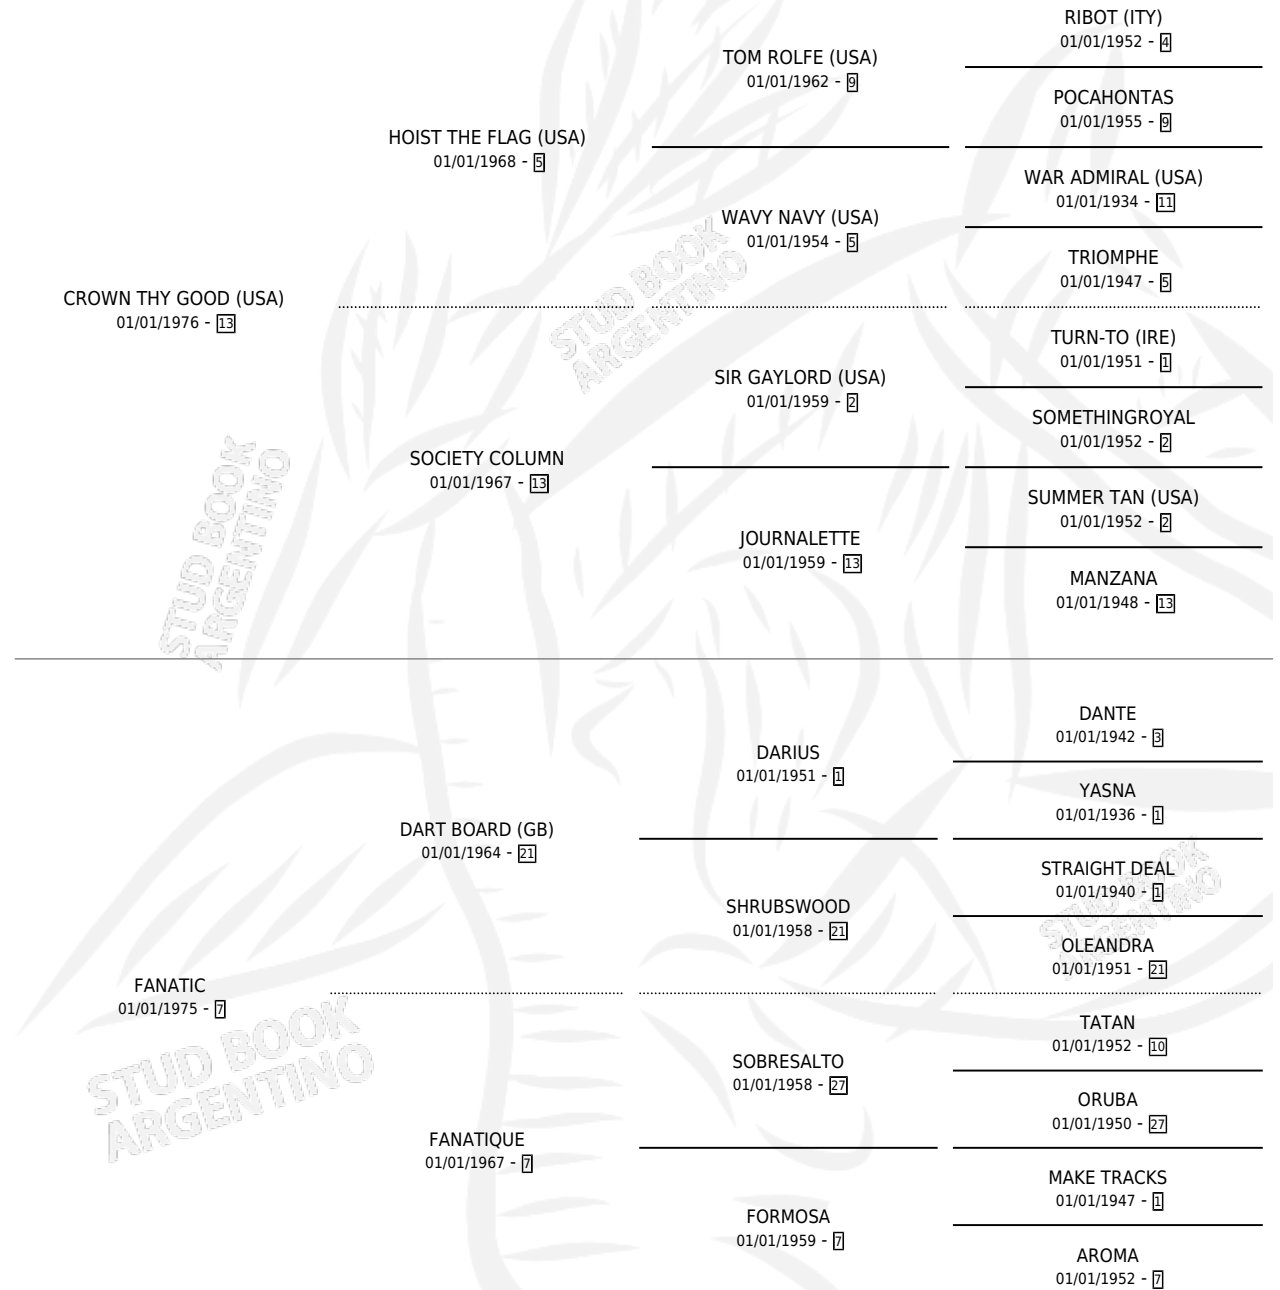 RIBOT (ITY)
01/01/1952 - 4
TOM ROLFE (USA)
01/01/1962 - 9
POCAHONTAS
01/01/1955 - 9
HOIST THE FLAG (USA)
01/01/1968 - 5
WAR ADMIRAL (USA)
01/01/1934 - 11
WAVY NAVY (USA)
01/01/1954 - 5
TRIOMPHE
01/01/1947 - 5
CROWN THY GOOD (USA)
01/01/1976 - 13
TURN-TO (IRE)
01/01/1951 - 1
SIR GAYLORD (USA)
01/01/1959 - 2
SOMETHINGROYAL
01/01/1952 - 2
SOCIETY COLUMN
01/01/1967 - 13
SUMMER TAN (USA)
01/01/1952 - 2
JOURNALETTE
01/01/1959 - 13
MANZANA
01/01/1948 - 13
DANTE
01/01/1942 - 3
DARIUS
01/01/1951 - 1
YASNA
01/01/1936 - 1
DART BOARD (GB)
01/01/1964 - 21
STRAIGHT DEAL
01/01/1940 - 1
SHRUBSWOOD
01/01/1958 - 21
OLEANDRA
01/01/1951 - 21
FANATIC
01/01/1975 - 7
TATAN
01/01/1952 - 10
SOBRESALTO
01/01/1958 - 27
ORUBA
01/01/1950 - 27
FANATIQUE
01/01/1967 - 7
MAKE TRACKS
01/01/1947 - 1
FORMOSA
01/01/1959 - 7
AROMA
01/01/1952 - 7
STUD BOOK
ARGENTINO
STUD BOOK
ARGENTINO
STUD BOOK
ARGENTINO
STUD BOOK
ARGENTINO